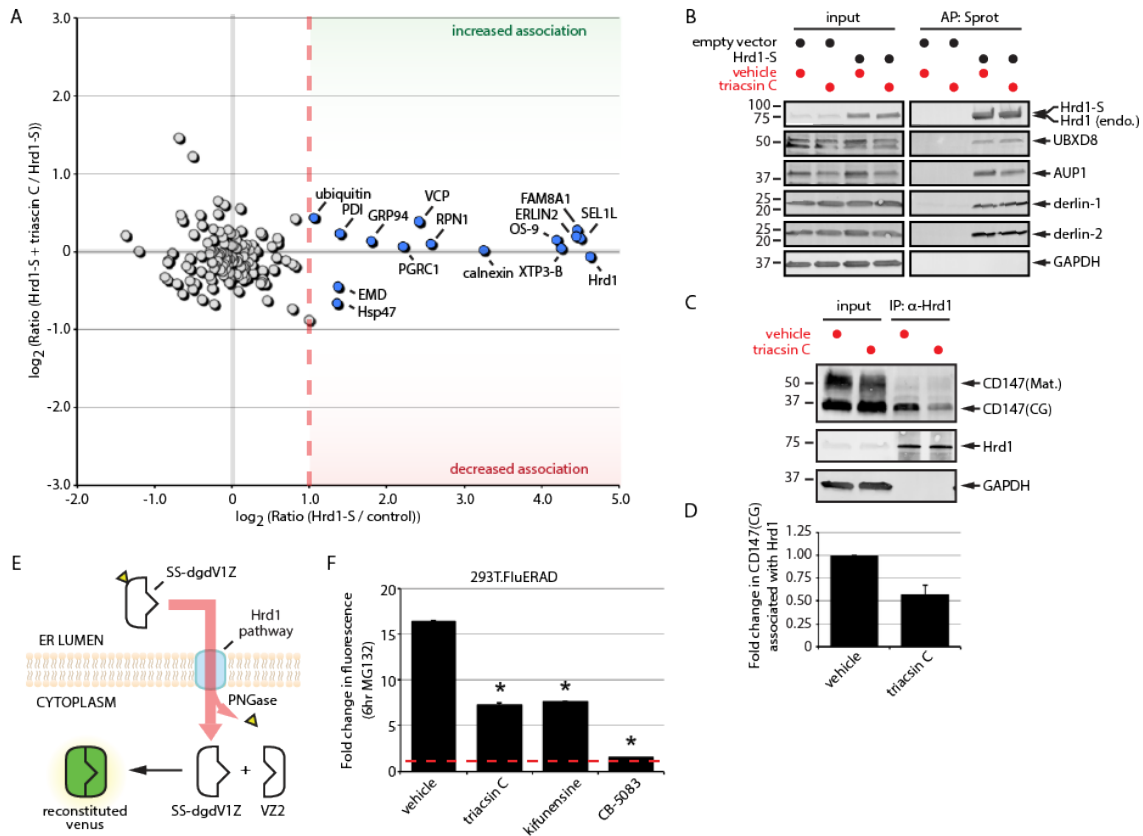 A
3.0
increased association
2.0
1.0
0
-1.0
-2.0
-3.0
log2 (Ratio (Hrd1-S + triascin C / Hrd1-S))
ubiquitin
PDI
GRP94
VCP
RPN1
PGRC1
EMD
Hsp47
calnexin
FAM8A1
ERLIN2
OS-9
SEL1L
XTP3-B
Hrd1
decreased association
-2.0 -1.0 0 1.0 2.0 3.0 4.0 5.0
log2 (Ratio (Hrd1-S / control))
B
input AP: Sprot
empty vector
Hrd1-S
vehicle
triacsin C
100
75
Hrd1-S
Hrd1 (endo.)
50
UBXD8
37
AUP1
25
20
derlin-1
25
20
derlin-2
37
GAPDH
C
input IP: α-Hrd1
vehicle
triacsin C
50
CD147(Mat.)
37
CD147(CG)
75
Hrd1
37
GAPDH
D
Fold change in CD147(CG)
associated with Hrd1
1.25
1.00
0.75
0.50
0.25
0
vehicle
triacsin C
E
SS-dgdV1Z
Hrd1
pathway
ER LUMEN
CYTOPLASM
PNGase
+
reconstituted
venus
SS-dgdV1Z
VZ2
F
293T.FluERAD
Fold change in fluorescence
(6hr MG132)
20
15
10
5
0
* * *
vehicle
triacsin C
kifunensine
CB-5083